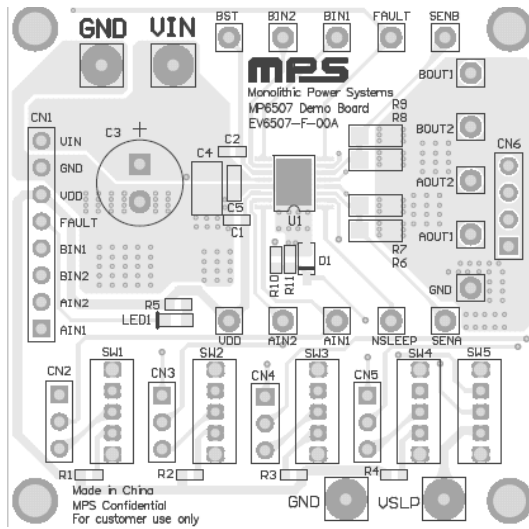 GND VIN BST BIN2 BIN1 FAULT SENB
MPS
Monolithic Power Systems
MP6507 Demo Board
EV6507-F-00A
BOUT1
BOUT2
AOUT2
AOUT1
GND
CN6
CN1
VIN
GND
VDD
FAULT
BIN1
BIN2
AIN2
AIN1
C3
+
C4
C2
C5
C1
U1
R9
R8
R7
R6
R10
R11
D1
R5
LED1
VDD AIN2 AIN1 NSLEEP SENA
CN2 SW1 CN3 SW2 CN4 SW3 CN5 SW4 SW5
R1 R2 R3 R4
Made in China
MPS Confidential
For customer use only
GND VSLP